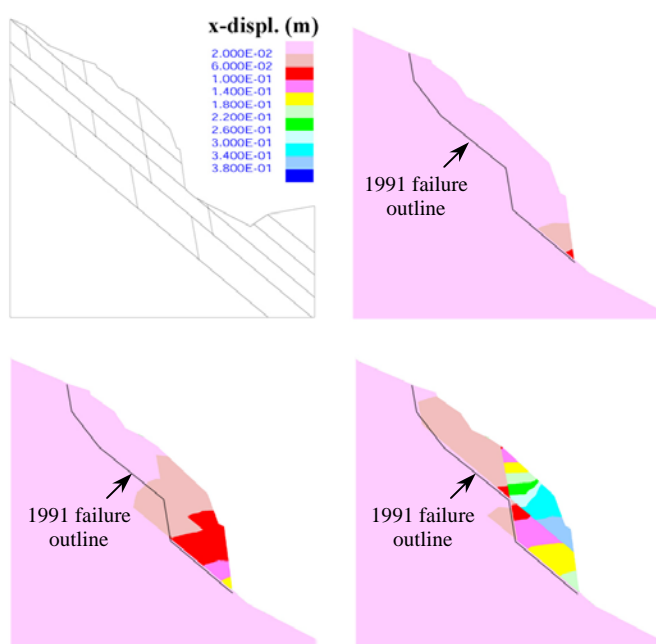 x-displ. (m)
2.000E-02
6.000E-02
1.000E-01
1.400E-01
1.800E-01
2.200E-01
2.600E-01
3.000E-01
3.400E-01
3.800E-01
1991 failure
outline
1991 failure
outline
1991 failure
outline